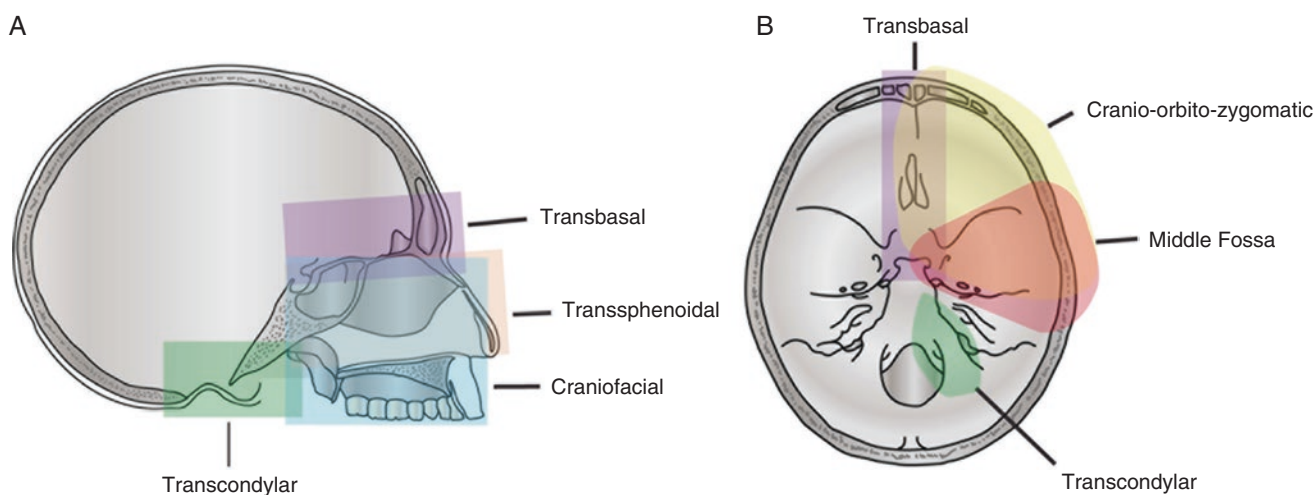 A
Transbasal
Transsphenoidal
Craniofacial
Transcondylar
B
Transbasal
Cranio-orbito-zygomatic
Middle Fossa
Transcondylar